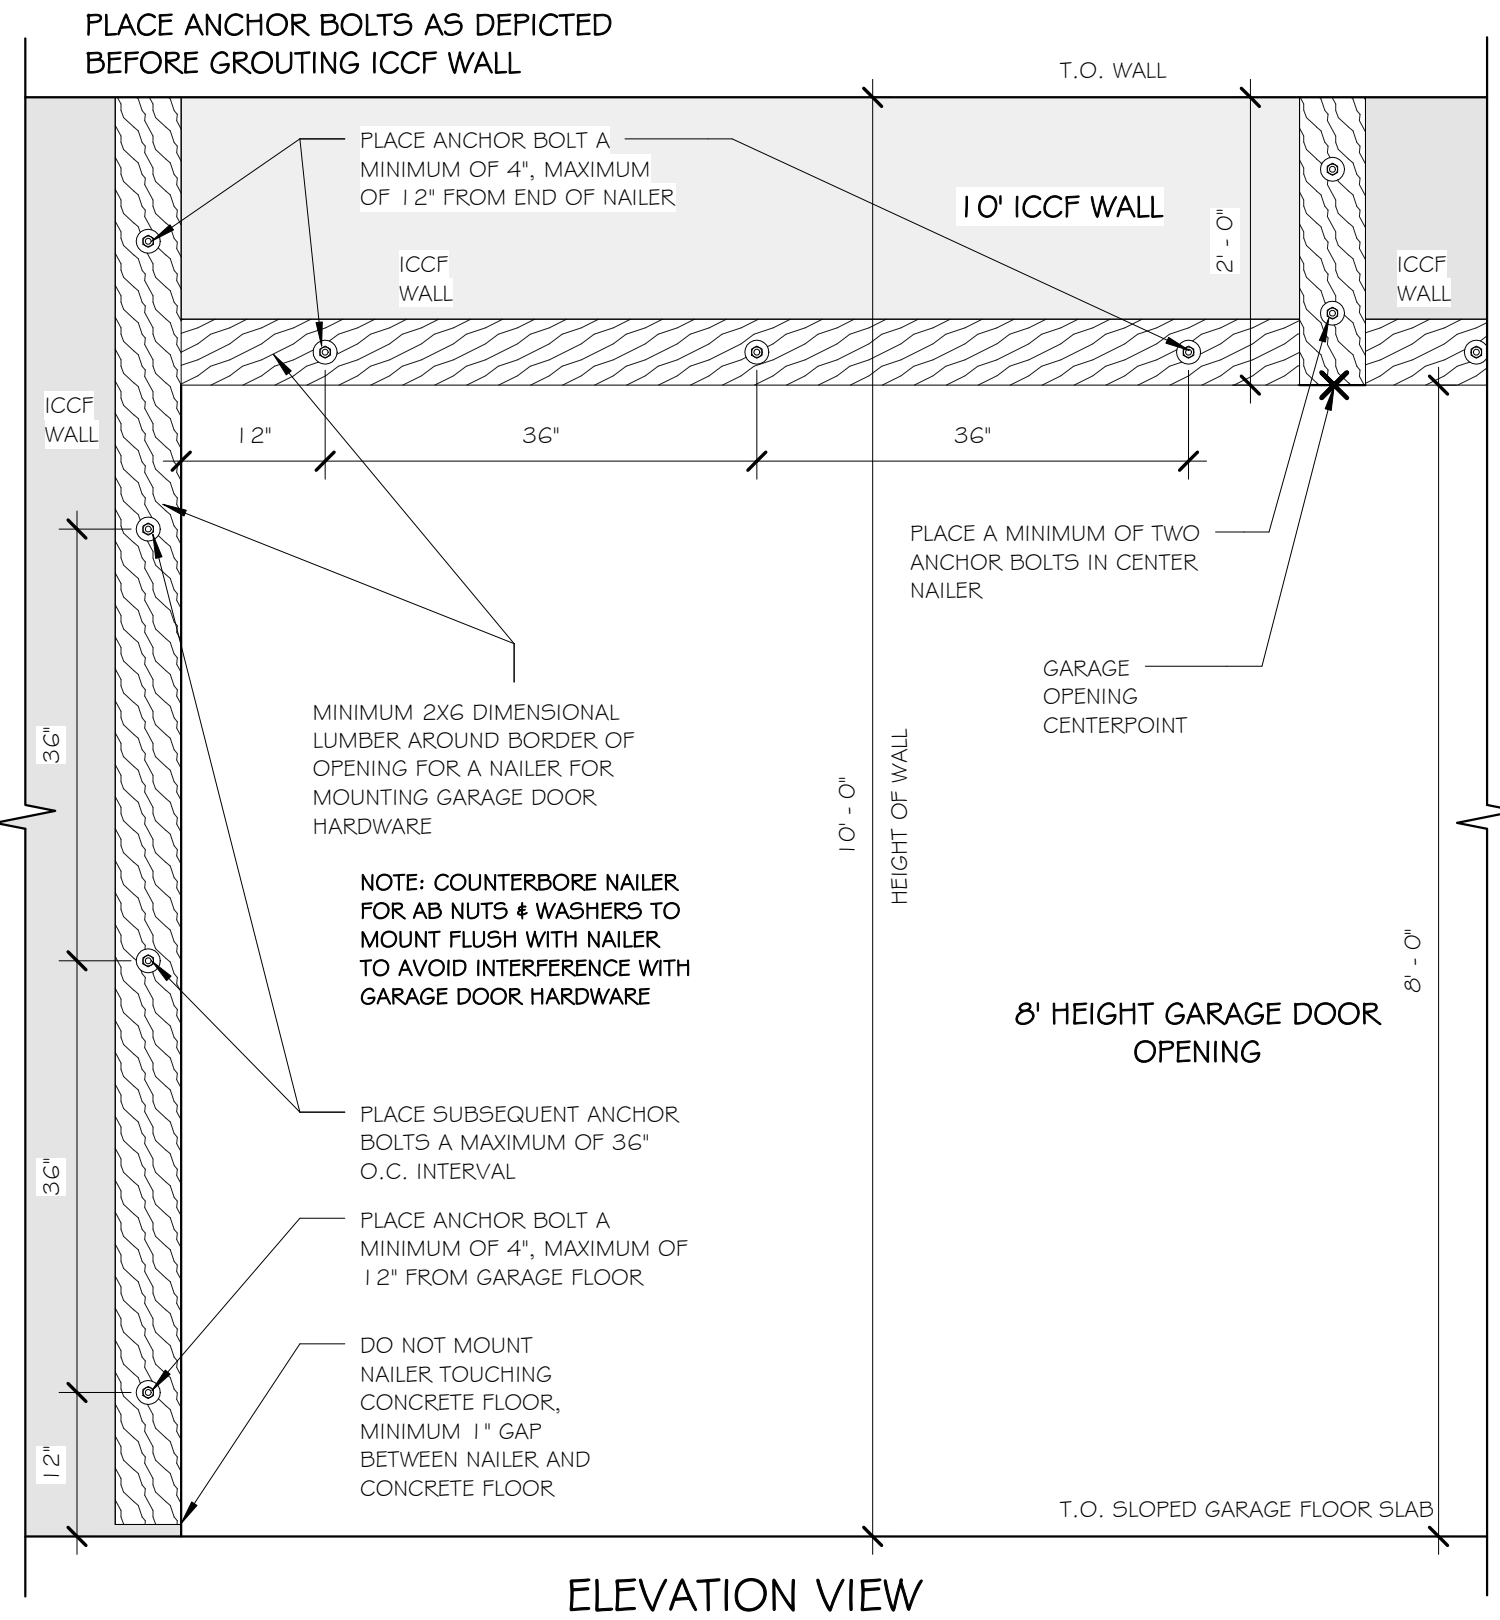 PLACE ANCHOR BOLTS AS DEPICTED
BEFORE GROUTING ICCF WALL
T.O. WALL
PLACE ANCHOR BOLT A
MINIMUM OF 4", MAXIMUM
OF 12" FROM END OF NAILER
10' ICCF WALL
2' - 0"
ICCF
WALL
ICCF
WALL
ICCF
WALL
12"
36"
36"
PLACE A MINIMUM OF TWO
ANCHOR BOLTS IN CENTER
NAILER
GARAGE
OPENING
CENTERPOINT
MINIMUM 2X6 DIMENSIONAL
LUMBER AROUND BORDER OF
OPENING FOR A NAILER FOR
MOUNTING GARAGE DOOR
HARDWARE
36"
10' - 0"
HEIGHT OF WALL
NOTE: COUNTERBORE NAILER
FOR AB NUTS & WASHERS TO
MOUNT FLUSH WITH NAILER
TO AVOID INTERFERENCE WITH
GARAGE DOOR HARDWARE
8' - 0"
8' HEIGHT GARAGE DOOR
OPENING
PLACE SUBSEQUENT ANCHOR
BOLTS A MAXIMUM OF 36"
O.C. INTERVAL
36"
PLACE ANCHOR BOLT A
MINIMUM OF 4", MAXIMUM OF
12" FROM GARAGE FLOOR
DO NOT MOUNT
NAILER TOUCHING
CONCRETE FLOOR,
MINIMUM 1" GAP
BETWEEN NAILER AND
CONCRETE FLOOR
12"
T.O. SLOPED GARAGE FLOOR SLAB
ELEVATION VIEW